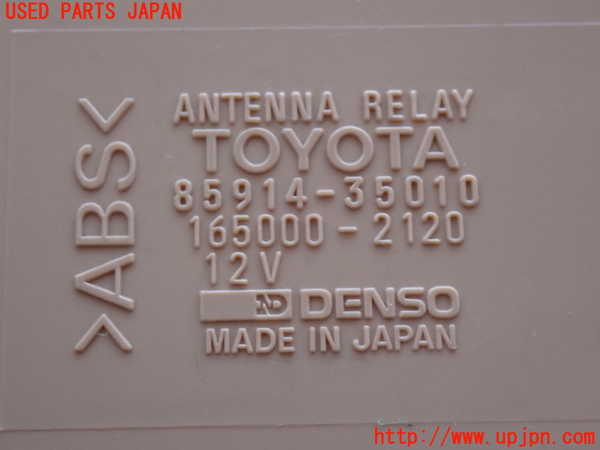 USED PARTS JAPAN
>ABS<
ANTENNA RELAY
TOYOTA
85914-35010
165000-2120
12V
ND DENSO
MADE IN JAPAN
http://www.upjpn.com/